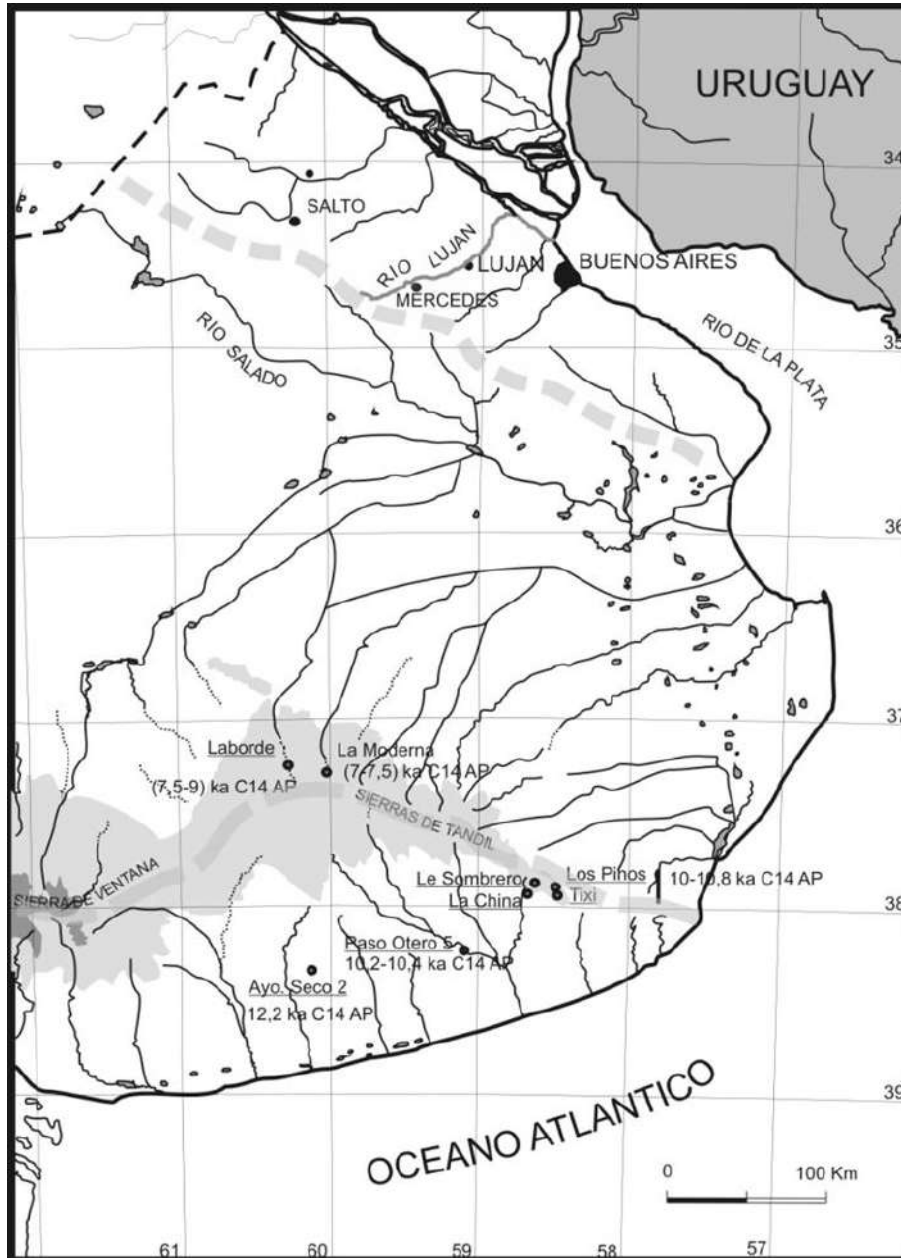 URUGUAY
34
SALTO
RIO LUJAN
LUJAN
BUENOS AIRES
MERCEDES
RIO DE LA PLATA
35
RIO SALADO
36
37
Laborde
La Moderna
(7,5-9) ka C14 AP
(7-7,5) ka C14 AP
SIERRAS DE TANDIL
SIERRA DE VENTANA
Le Sombrero
Los Pinos
10-10,8 ka C14 AP
La China
Tixi
38
Paso Otero 5
10,2-10,4 ka C14 AP
Ayo. Seco 2
12,2 ka C14 AP
39
OCEANO ATLANTICO
0 100 Km
61 60 59 58 57